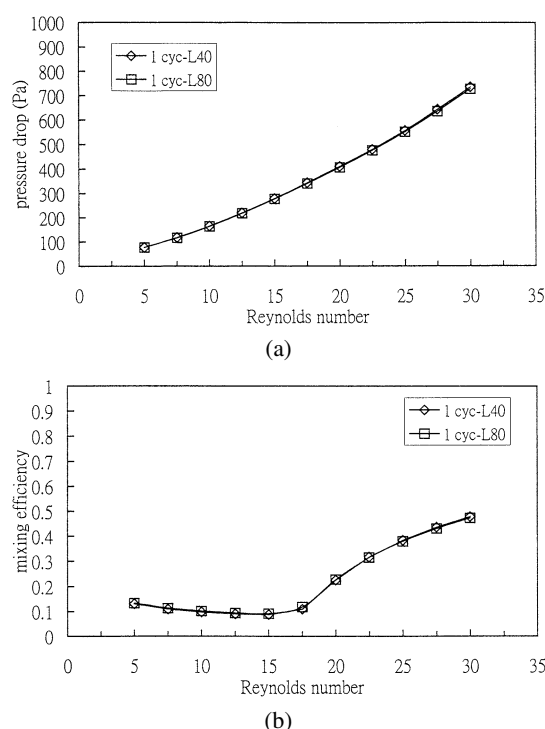 1000
900
800
700
600
500
400
300
200
100
0
pressure drop (Pa)
1 cyc-L40
1 cyc-L80
0 5 10 15 20 25 30 35
Reynolds number
(a)
1
0.9
0.8
0.7
0.6
0.5
0.4
0.3
0.2
0.1
0
mixing efficiency
1 cyc-L40
1 cyc-L80
0 5 10 15 20 25 30 35
Reynolds number
(b)